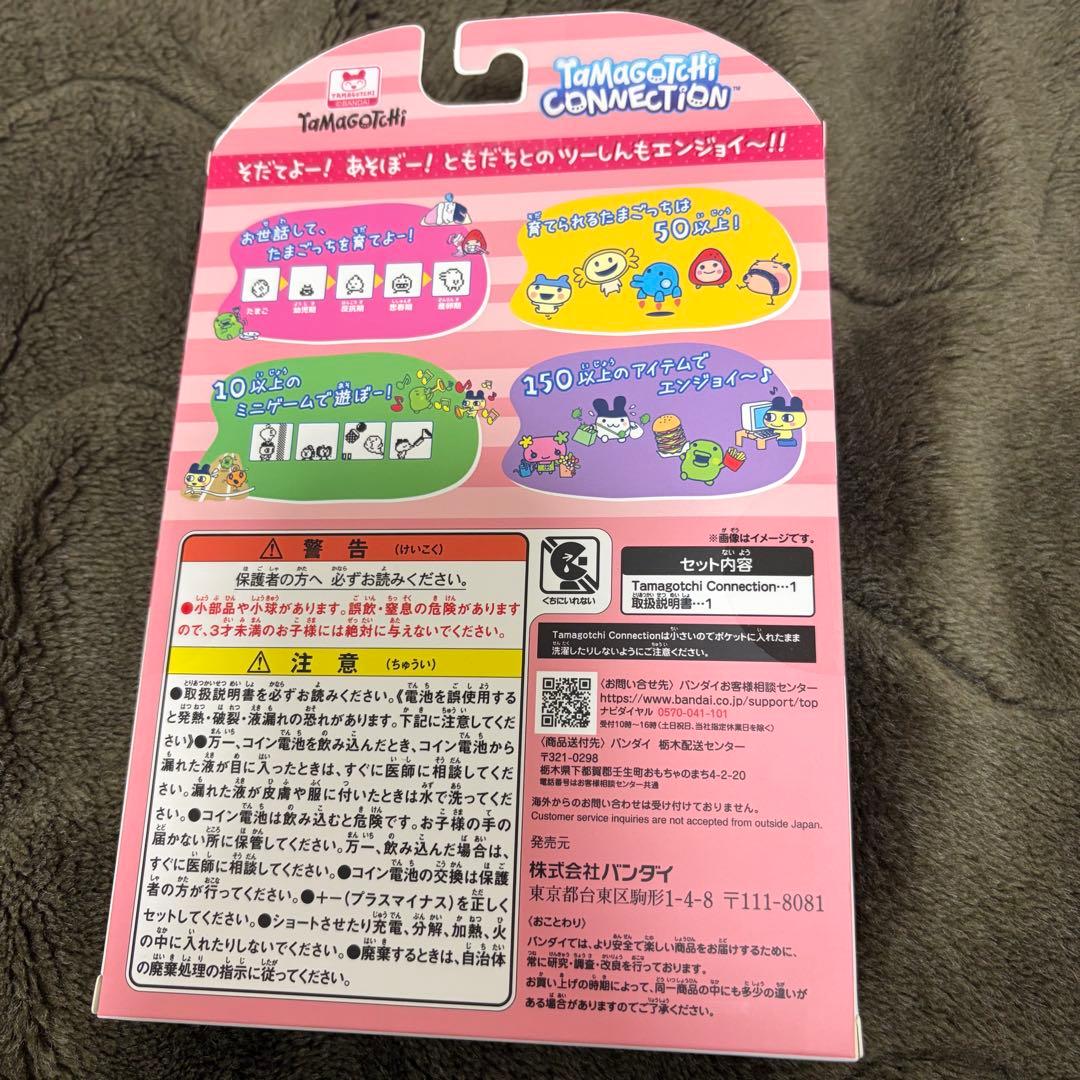 TAMAGOTCHI
©BANDAI
TaMaGoTCHi
TaMaGoTCHi
CONNECTiON™
そだてよー! あそぼー! ともだちとのツーしんもエンジョイ〜!!
お世話して、
たまごっちを育てよー!
たまご 幼児期 反抗期 思春期 産卵期
育てられるたまごっちは
50以上!
10以上の
ミニゲームで遊ぼー!
150以上のアイテムで
エンジョイ〜♪
※画像はイメージです。
⚠ 警告 (けいこく)
保護者の方へ 必ずお読みください。
●小部品や小球があります。誤飲・窒息の危険があります
ので、3才未満のお子様には絶対に与えないでください。
⚠ 注意 (ちゅうい)
●取扱説明書を必ずお読みください。《電池を誤使用する
と発熱・破裂・液漏れの恐れがあります。下記に注意してくだ
さい》●万一、コイン電池を飲み込んだとき、コイン電池から
漏れた液が目に入ったときは、すぐに医師に相談してくだ
さい。漏れた液が皮膚や服に付いたときは水で洗ってくだ
さい。●コイン電池は飲み込むと危険です。お子様の手の
届かない所に保管してください。万一、飲み込んだ場合は、
すぐに医師に相談してください。●コイン電池の交換は保護
者の方が行ってください。●+−(プラスマイナス)を正しく
セットしてください。●ショートさせたり充電、分解、加熱、火
の中に入れたりしないでください。●廃棄するときは、自治体
の廃棄処理の指示に従ってください。
くちにいれない
セット内容
Tamagotchi Connection…1
取扱説明書…1
Tamagotchi Connectionは小さいのでポケットに入れたまま
洗濯したりしないようにご注意ください。
〈お問い合せ先〉バンダイお客様相談センター
https://www.bandai.co.jp/support/top
ナビダイヤル 0570-041-101
受付10時〜16時(土日祝日、当社指定休業日を除く)
〈商品送付先〉バンダイ 栃木配送センター
〒321-0298
栃木県下都賀郡壬生町おもちゃのまち4-2-20
電話番号はお客様相談センター共通
海外からのお問い合わせは受け付けておりません。
Customer service inquiries are not accepted from outside Japan.
発売元
株式会社バンダイ
東京都台東区駒形1-4-8 〒111-8081
〈おことわり〉
バンダイでは、より安全で楽しい商品をお届けするために、
常に研究・調査・改良を行っております。
お買い上げの時期によって、同一商品の中にも多少の違いが
ある場合がありますのでご了承ください。